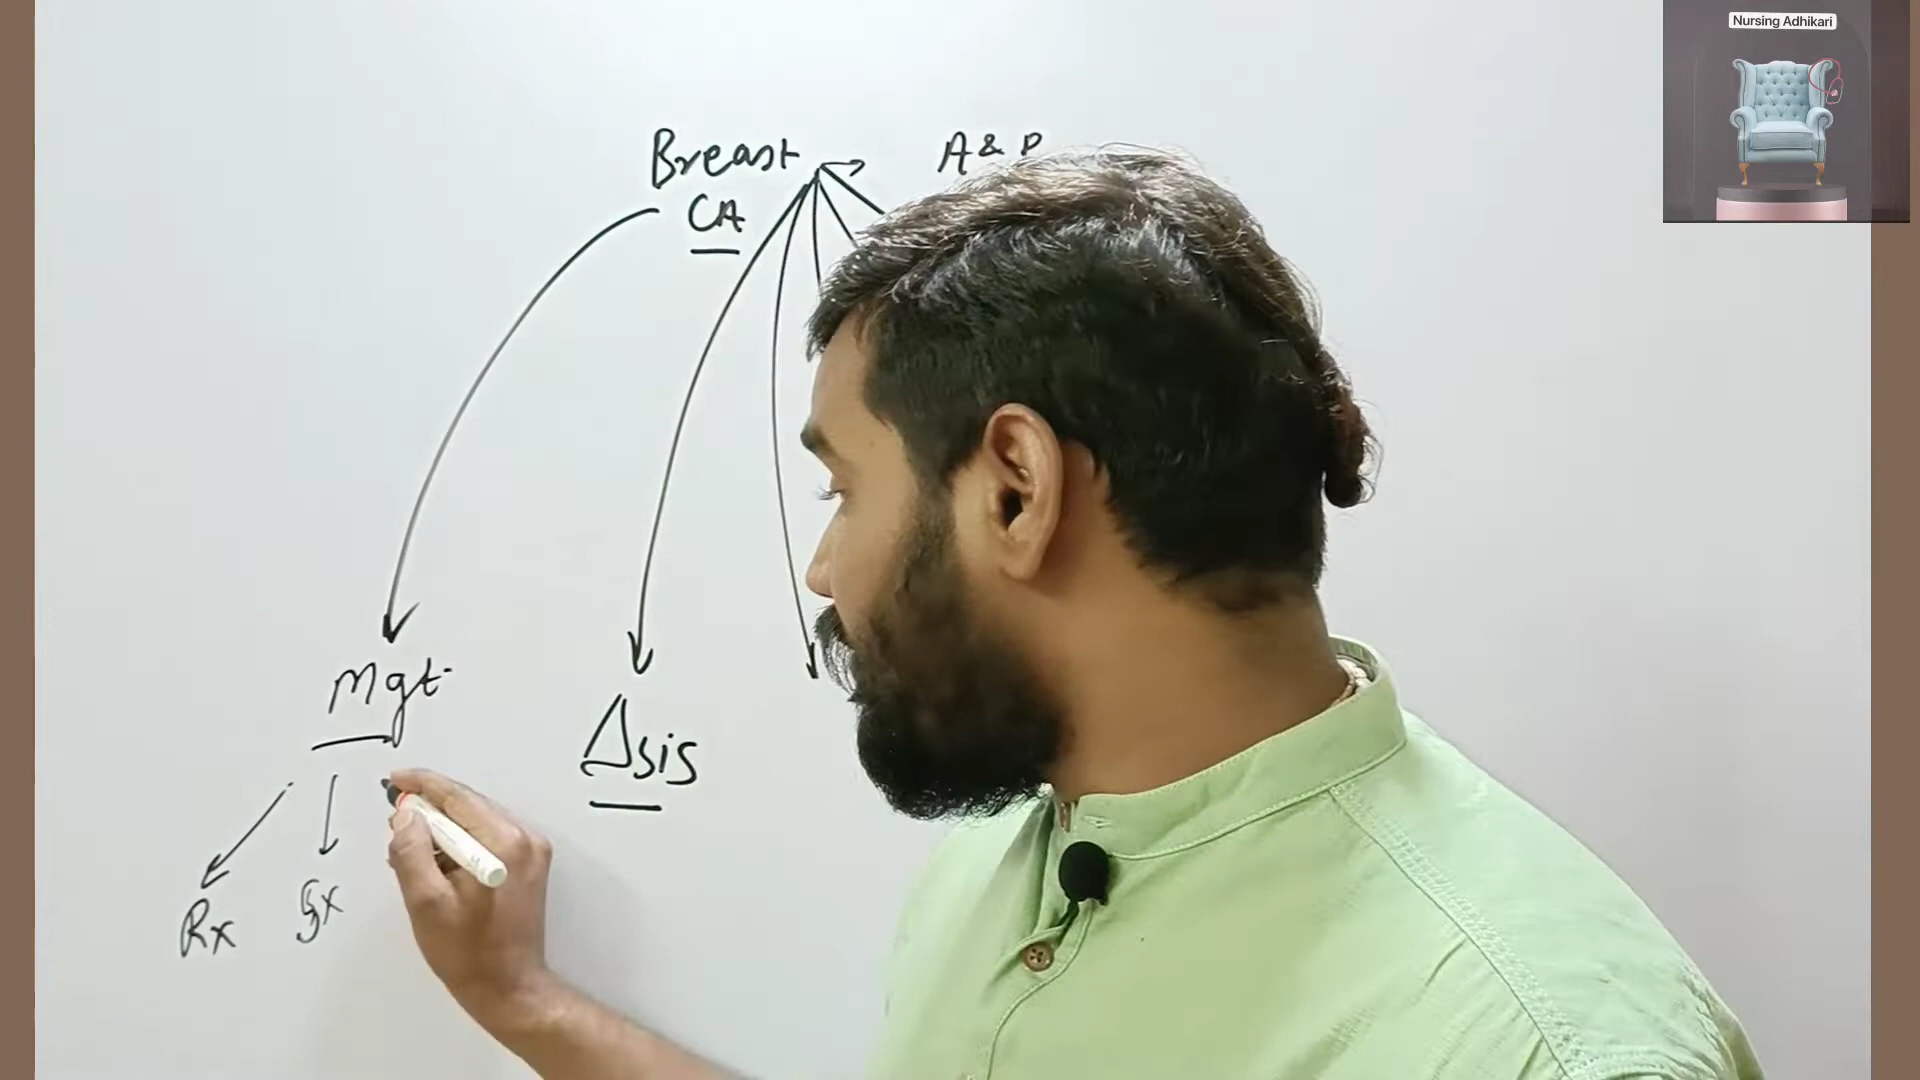 Nursing Adhikari
Breast
CA
A & P
Mgt
Δsis
Rx
Sx